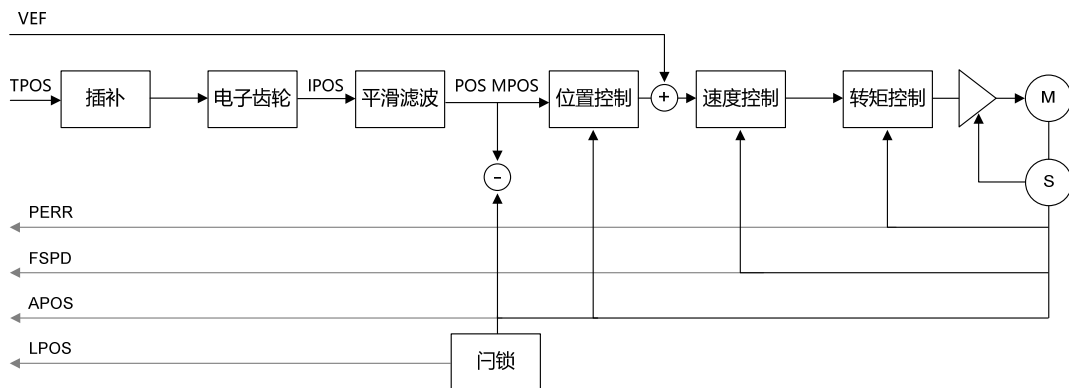 VEF
TPOS
插补
电子齿轮
IPOS
平滑滤波
POS MPOS
位置控制
+
速度控制
转矩控制
M
-
S
PERR
FSPD
APOS
LPOS
闩锁